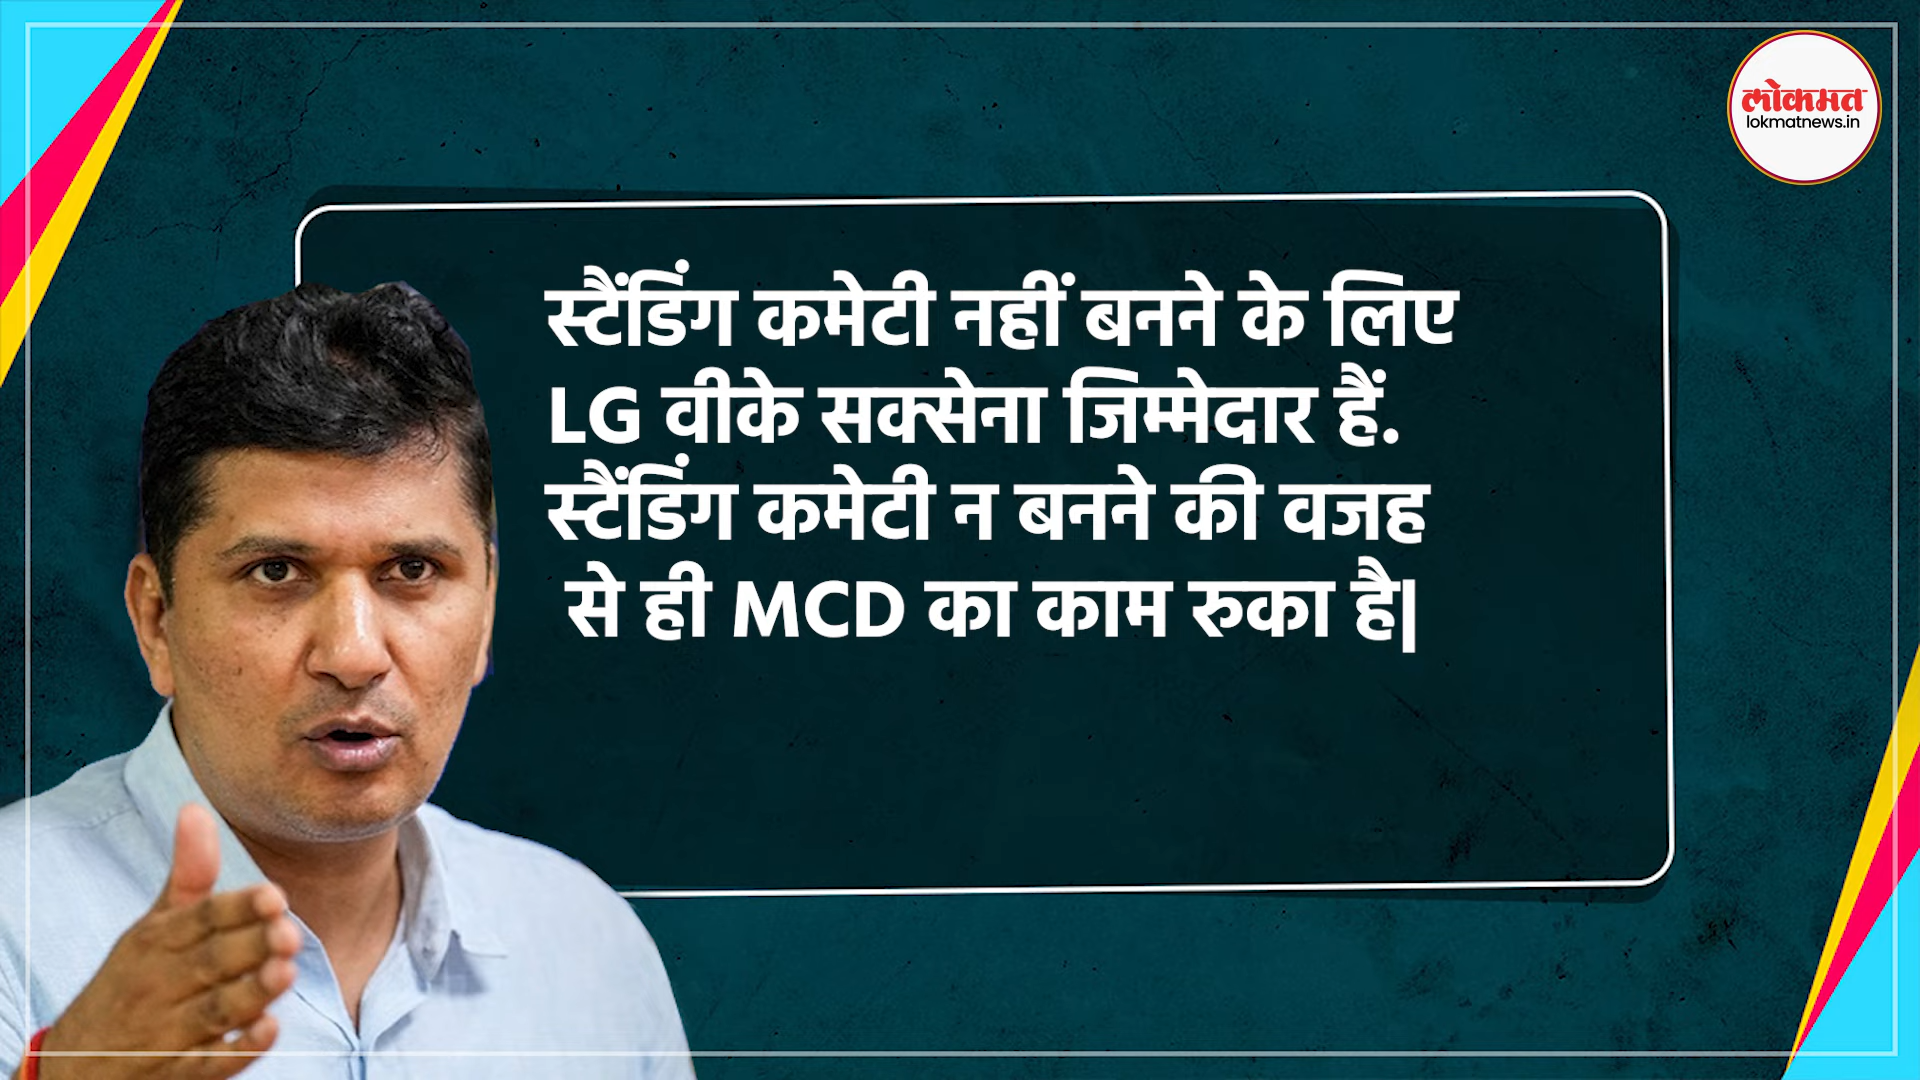 लोकमत
lokmatnews.in
स्टैंडिंग कमेटी नहीं बनने के लिए
LG वीके सक्सेना जिम्मेदार हैं.
स्टैंडिंग कमेटी न बनने की वजह
से ही MCD का काम रुका है|